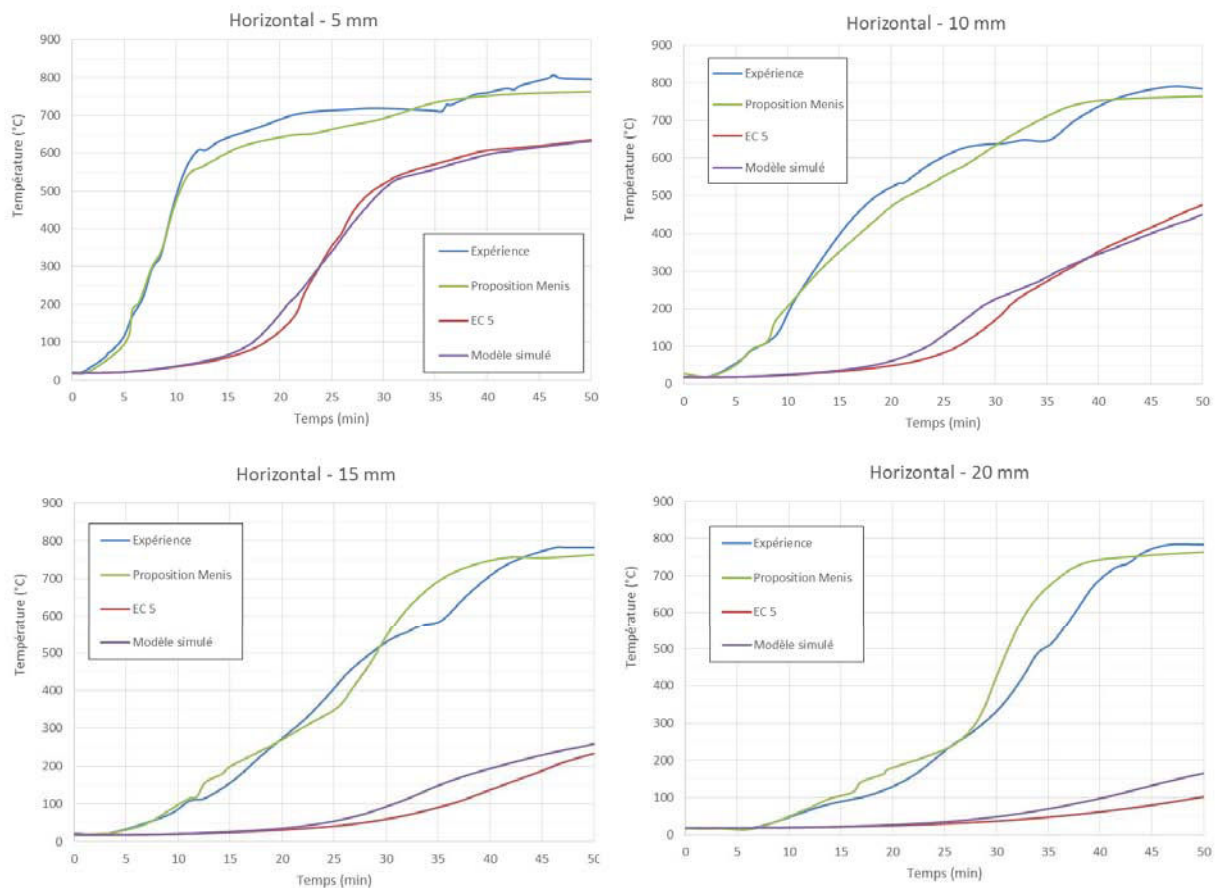 Horizontal - 5 mm
900
800
700
600
500
400
300
200
100
0
Température (°C)
Expérience
Proposition Menis
EC 5
Modèle simulé
0 5 10 15 20 25 30 35 40 45 50
Temps (min)
Horizontal - 10 mm
900
800
700
600
500
400
300
200
100
0
Température (°C)
Expérience
Proposition Menis
EC 5
Modèle simulé
0 5 10 15 20 25 30 35 40 45 50
Temps (min)
Horizontal - 15 mm
900
800
700
600
500
400
300
200
100
0
Température (°C)
Expérience
Proposition Menis
EC 5
Modèle simulé
0 5 10 15 20 25 30 35 40 45 50
Temps (min)
Horizontal - 20 mm
900
800
700
600
500
400
300
200
100
0
Température (°C)
Expérience
Proposition Menis
EC 5
Modèle simulé
0 5 10 15 20 25 30 35 40 45 50
Temps (min)